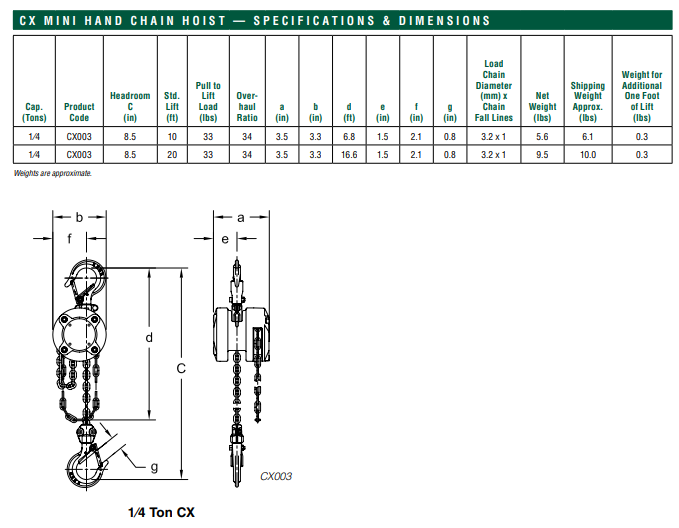 CX MINI HAND CHAIN HOIST — SPECIFICATIONS & DIMENSIONS
Cap. (Tons) Product Code Headroom C (in) Std. Lift (ft) Pull to Lift Load (lbs) Over-haul Ratio a (in) b (in) d (ft) e (in) f (in) g (in) Load Chain Diameter (mm) x Chain Fall Lines Net Weight (lbs) Shipping Weight Approx. (lbs) Weight for Additional One Foot of Lift (lbs)
1/4 CX003 8.5 10 33 34 3.5 3.3 6.8 1.5 2.1 0.8 3.2 x 1 5.6 6.1 0.3
1/4 CX003 8.5 20 33 34 3.5 3.3 16.6 1.5 2.1 0.8 3.2 x 1 9.5 10.0 0.3
Weights are approximate.
b a
f e
d
C
g
CX003
1/4 Ton CX